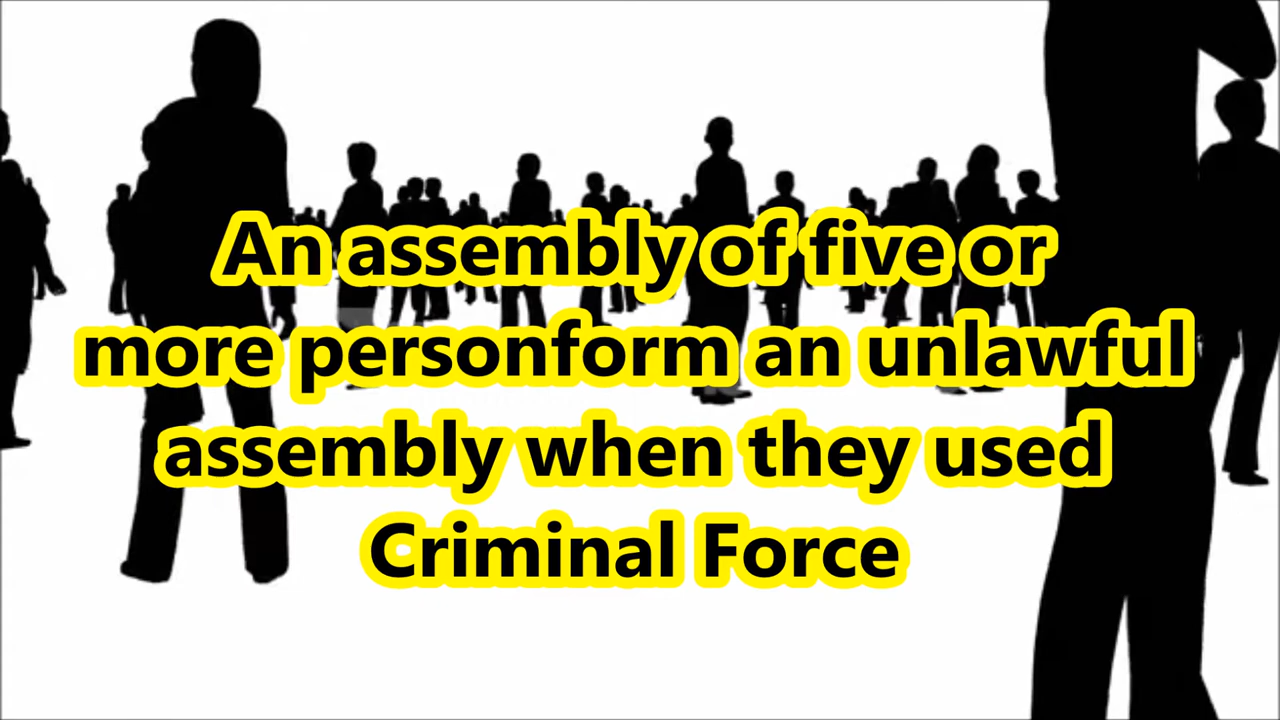 An assembly of five or
more personform an unlawful
assembly when they used
Criminal Force